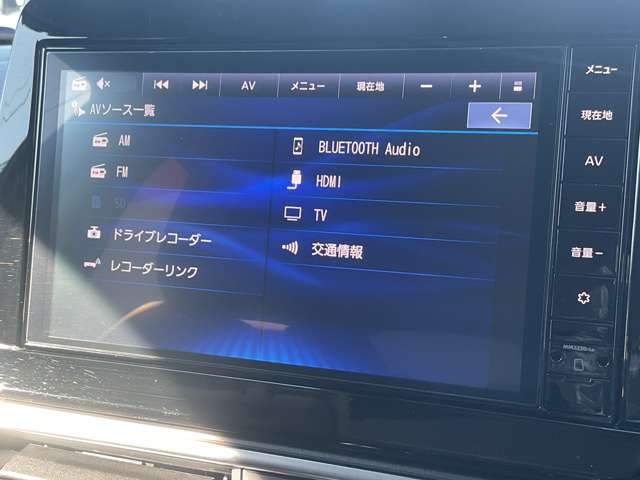 AV メニュー 現在地 − +
AVソース一覧
AM
FM
SD
ドライブレコーダー
レコーダーリンク
BLUETOOTH Audio
HDMI
TV
交通情報
メニュー
現在地
AV
音量+
音量−